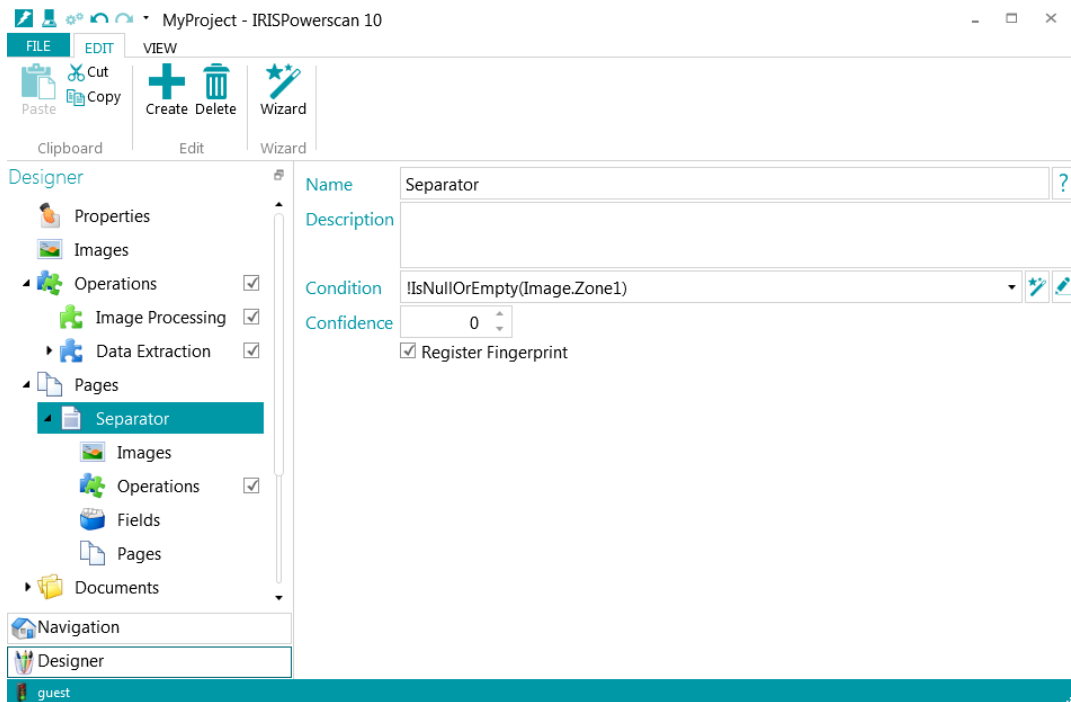 MyProject - IRISPowerscan 10
FILE EDIT VIEW
Paste Cut Copy Create Delete Wizard
Clipboard Edit Wizard
Designer
Properties
Images
Operations
Image Processing
Data Extraction
Pages
Separator
Images
Operations
Fields
Pages
Documents
Navigation
Designer
guest
Name Separator ?
Description
Condition !IsNullOrEmpty(Image.Zone1)
Confidence 0
Register Fingerprint